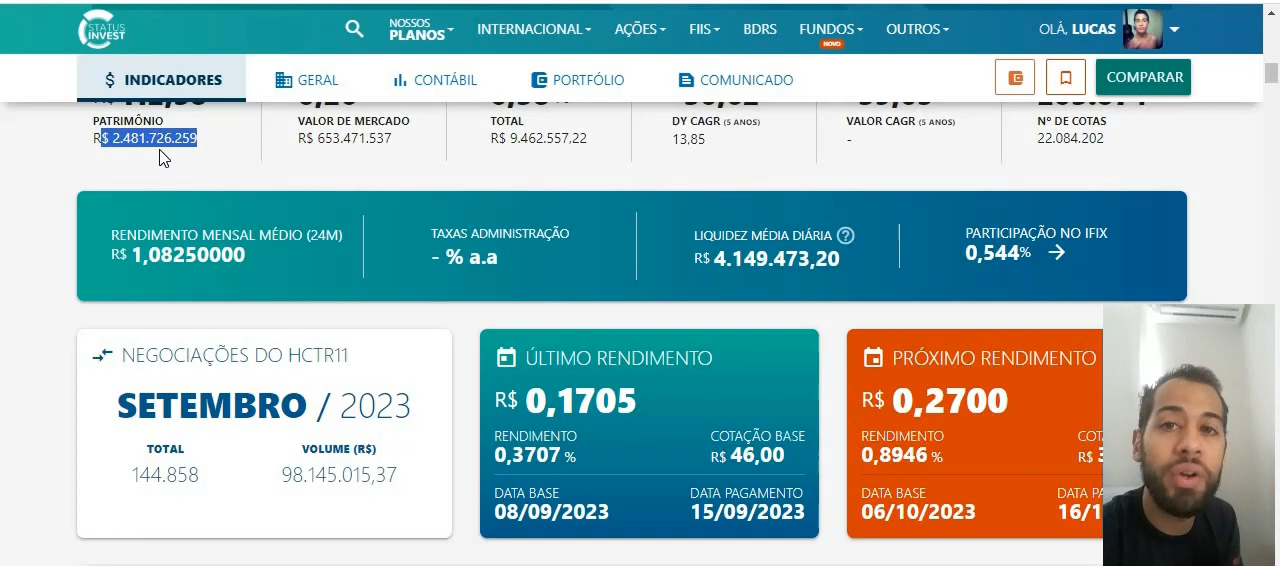 STATUS
INVEST
NOSSOS
PLANOS
INTERNACIONAL
AÇÕES
FIIS
BDRS
FUNDOS
NOVO
OUTROS
OLÁ, LUCAS
$ INDICADORES
GERAL
CONTÁBIL
PORTFÓLIO
COMUNICADO
COMPARAR
PATRIMÔNIO
R$ 2.481.726.259
VALOR DE MERCADO
R$ 653.471.537
TOTAL
R$ 9.462.557,22
DY CAGR (5 ANOS)
13,85
VALOR CAGR (5 ANOS)
-
Nº DE COTAS
22.084.202
RENDIMENTO MENSAL MÉDIO (24M)
R$ 1,08250000
TAXAS ADMINISTRAÇÃO
- % a.a
LIQUIDEZ MÉDIA DIÁRIA ?
R$ 4.149.473,20
PARTICIPAÇÃO NO IFIX
0,544%
NEGOCIAÇÕES DO HCTR11
SETEMBRO / 2023
TOTAL
144.858
VOLUME (R$)
98.145.015,37
ÚLTIMO RENDIMENTO
R$ 0,1705
RENDIMENTO
0,3707 %
COTAÇÃO BASE
R$ 46,00
DATA BASE
08/09/2023
DATA PAGAMENTO
15/09/2023
PRÓXIMO RENDIMENTO
R$ 0,2700
RENDIMENTO
0,8946 %
R$
DATA BASE
06/10/2023